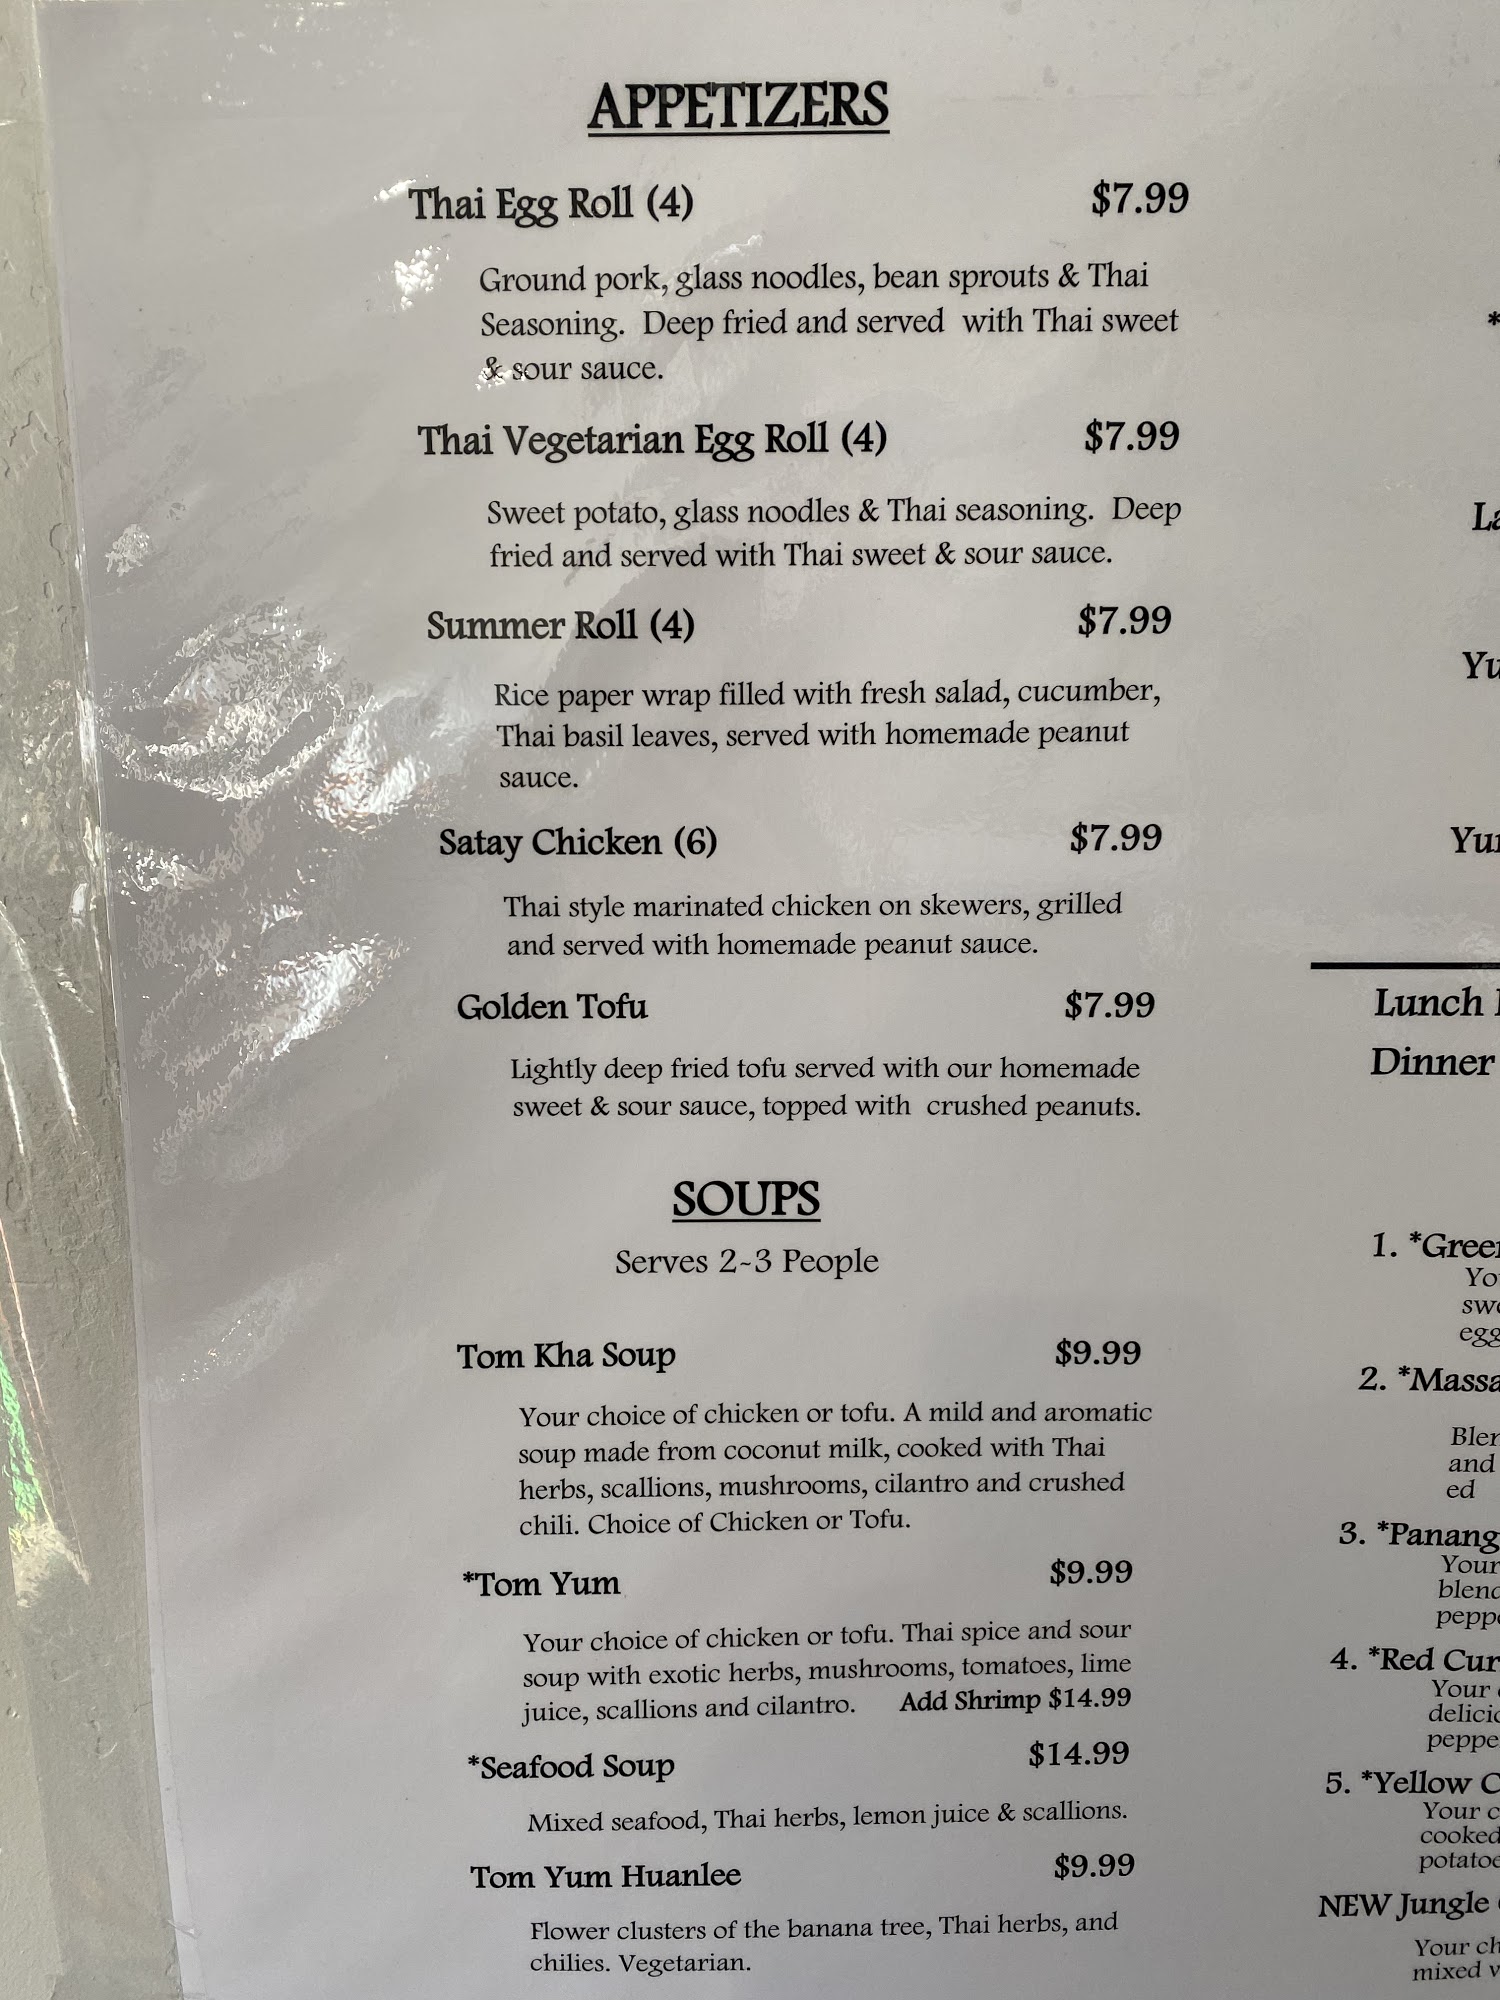 APPETIZERS
Thai Egg Roll (4) $7.99
Ground pork, glass noodles, bean sprouts & Thai
Seasoning. Deep fried and served with Thai sweet
& sour sauce.
Thai Vegetarian Egg Roll (4) $7.99
Sweet potato, glass noodles & Thai seasoning. Deep
fried and served with Thai sweet & sour sauce.
Summer Roll (4) $7.99
Rice paper wrap filled with fresh salad, cucumber,
Thai basil leaves, served with homemade peanut
sauce.
Satay Chicken (6) $7.99
Thai style marinated chicken on skewers, grilled
and served with homemade peanut sauce.
Golden Tofu $7.99
Lightly deep fried tofu served with our homemade
sweet & sour sauce, topped with crushed peanuts.
SOUPS
Serves 2-3 People
Tom Kha Soup $9.99
Your choice of chicken or tofu. A mild and aromatic
soup made from coconut milk, cooked with Thai
herbs, scallions, mushrooms, cilantro and crushed
chili. Choice of Chicken or Tofu.
*Tom Yum $9.99
Your choice of chicken or tofu. Thai spice and sour
soup with exotic herbs, mushrooms, tomatoes, lime
juice, scallions and cilantro. Add Shrimp $14.99
*Seafood Soup $14.99
Mixed seafood, Thai herbs, lemon juice & scallions.
Tom Yum Huanlee $9.99
Flower clusters of the banana tree, Thai herbs, and
chilies. Vegetarian.
Lunch
Dinner
1.
2.
and
ed
3. *Panang
Your
4. *Red
Your
5. *Yellow
Your
cooked
NEW Jungle
Your
mixed